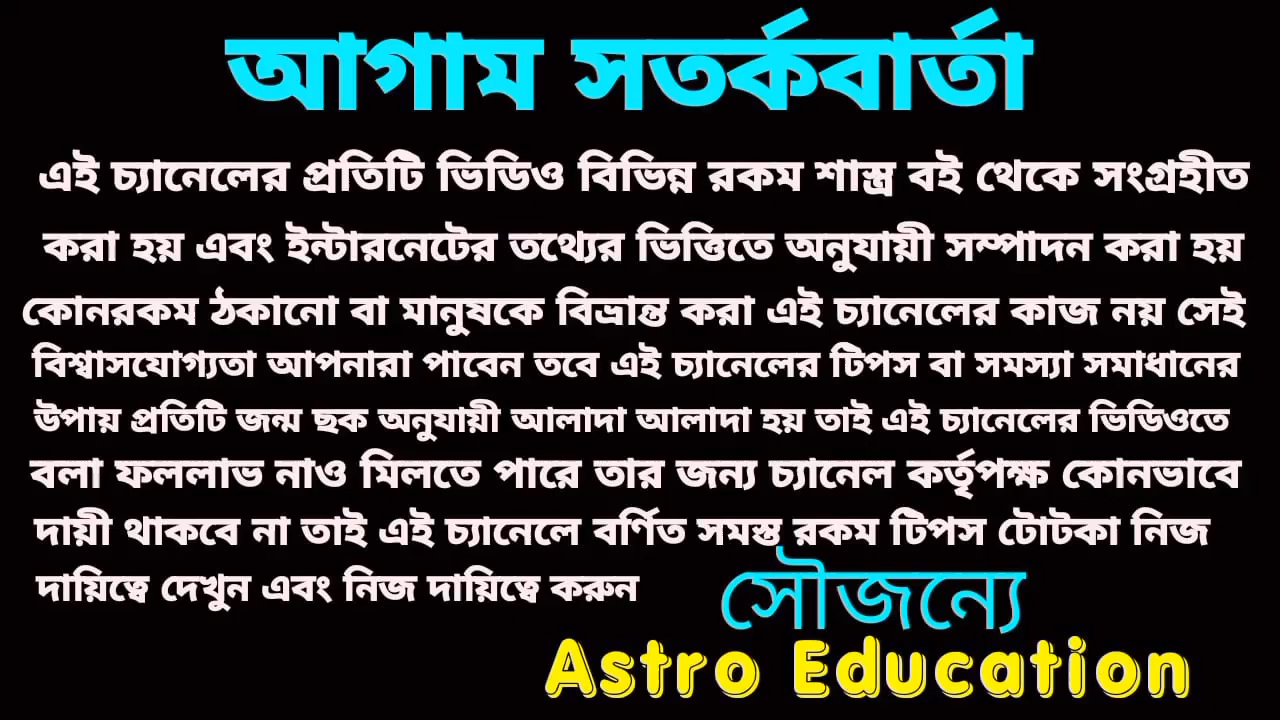 আগাম সতর্কবার্তা
এই চ্যানেলের প্রতিটি ভিডিও বিভিন্ন রকম শাস্ত্র বই থেকে সংগ্রহীত
করা হয় এবং ইন্টারনেটের তথ্যের ভিত্তিতে অনুযায়ী সম্পাদন করা হয়
কোনরকম ঠকানো বা মানুষকে বিভ্রান্ত করা এই চ্যানেলের কাজ নয় সেই
বিশ্বাসযোগ্যতা আপনারা পাবেন তবে এই চ্যানেলের টিপস বা সমস্যা সমাধানের
উপায় প্রতিটি জন্ম ছক অনুযায়ী আলাদা আলাদা হয় তাই এই চ্যানেলের ভিডিওতে
বলা ফললাভ নাও মিলতে পারে তার জন্য চ্যানেল কর্তৃপক্ষ কোনভাবে
দায়ী থাকবে না তাই এই চ্যানেলে বর্ণিত সমস্ত রকম টিপস টোটকা নিজ
দায়িত্বে দেখুন এবং নিজ দায়িত্বে করুন
সৌজন্যে
Astro Education